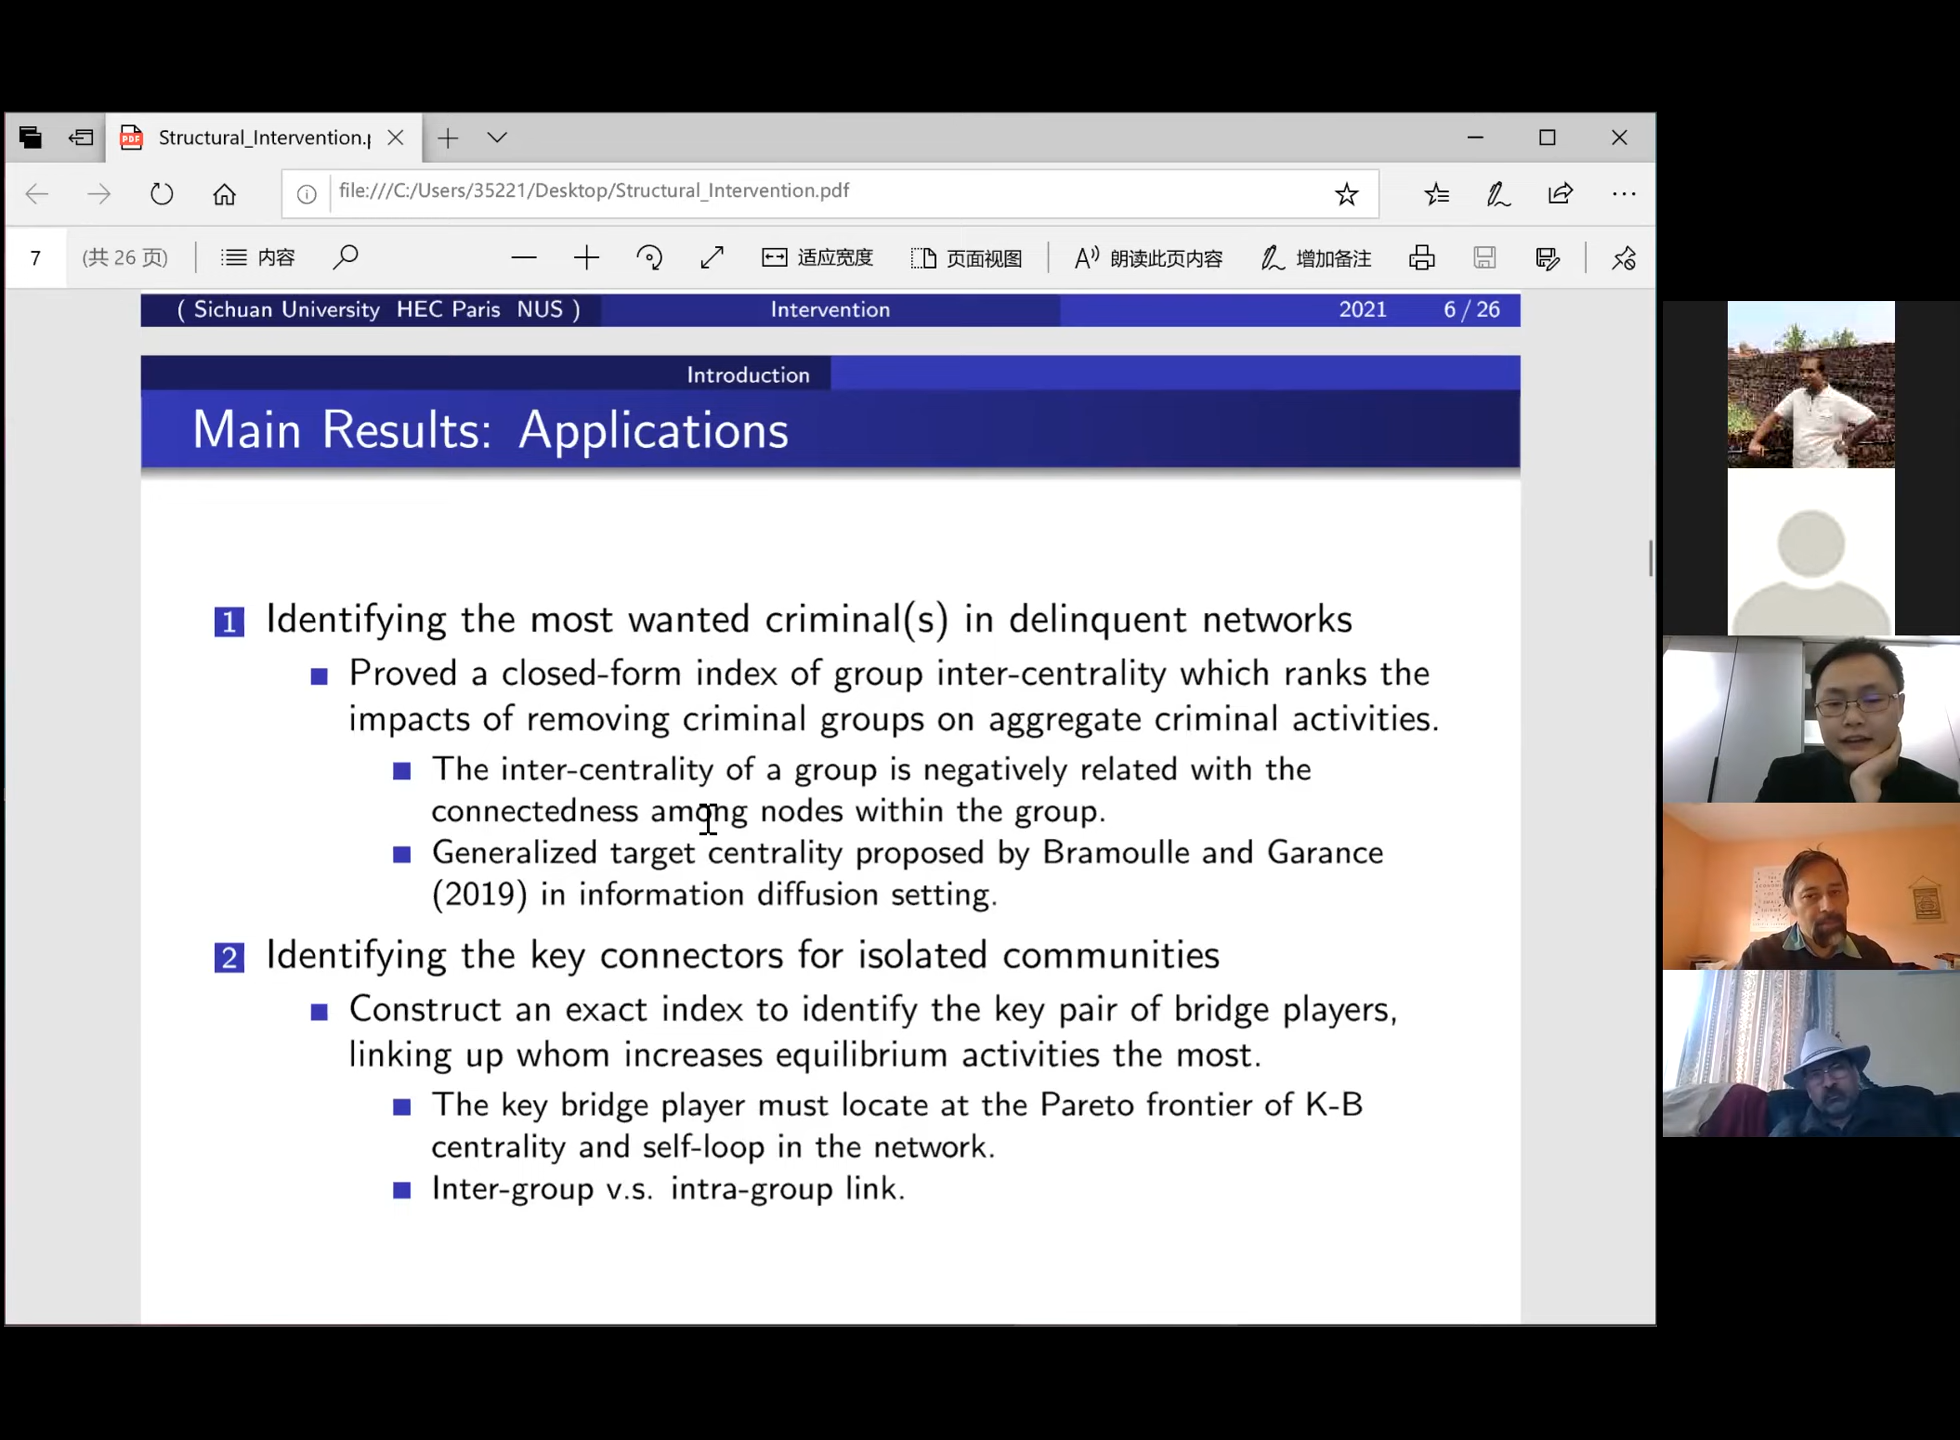 Structural_Intervention.p
file:///C:/Users/35221/Desktop/Structural_Intervention.pdf
7 (共 26 页) 内容 适应宽度 页面视图 朗读此页内容 增加备注
( Sichuan University HEC Paris NUS ) Intervention 2021 6 / 26
Introduction
Main Results: Applications
1 Identifying the most wanted criminal(s) in delinquent networks
Proved a closed-form index of group inter-centrality which ranks the
impacts of removing criminal groups on aggregate criminal activities.
The inter-centrality of a group is negatively related with the
connectedness among nodes within the group.
Generalized target centrality proposed by Bramoulle and Garance
(2019) in information diffusion setting.
2 Identifying the key connectors for isolated communities
Construct an exact index to identify the key pair of bridge players,
linking up whom increases equilibrium activities the most.
The key bridge player must locate at the Pareto frontier of K-B
centrality and self-loop in the network.
Inter-group v.s. intra-group link.